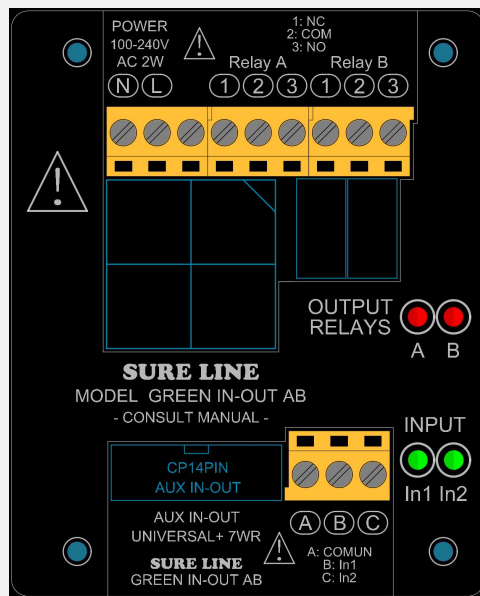 POWER
100-240V
AC 2W
1: NC
2: COM
3: NO
Relay A
Relay B
N L
1 2 3 1 2 3
OUTPUT
RELAYS
A B
SURE LINE
MODEL GREEN IN-OUT AB
- CONSULT MANUAL -
INPUT
In1 In2
CP14PIN
AUX IN-OUT
AUX IN-OUT
UNIVERSAL+ 7WR
SURE LINE
GREEN IN-OUT AB
A B C
A: COMUN
B: In1
C: In2